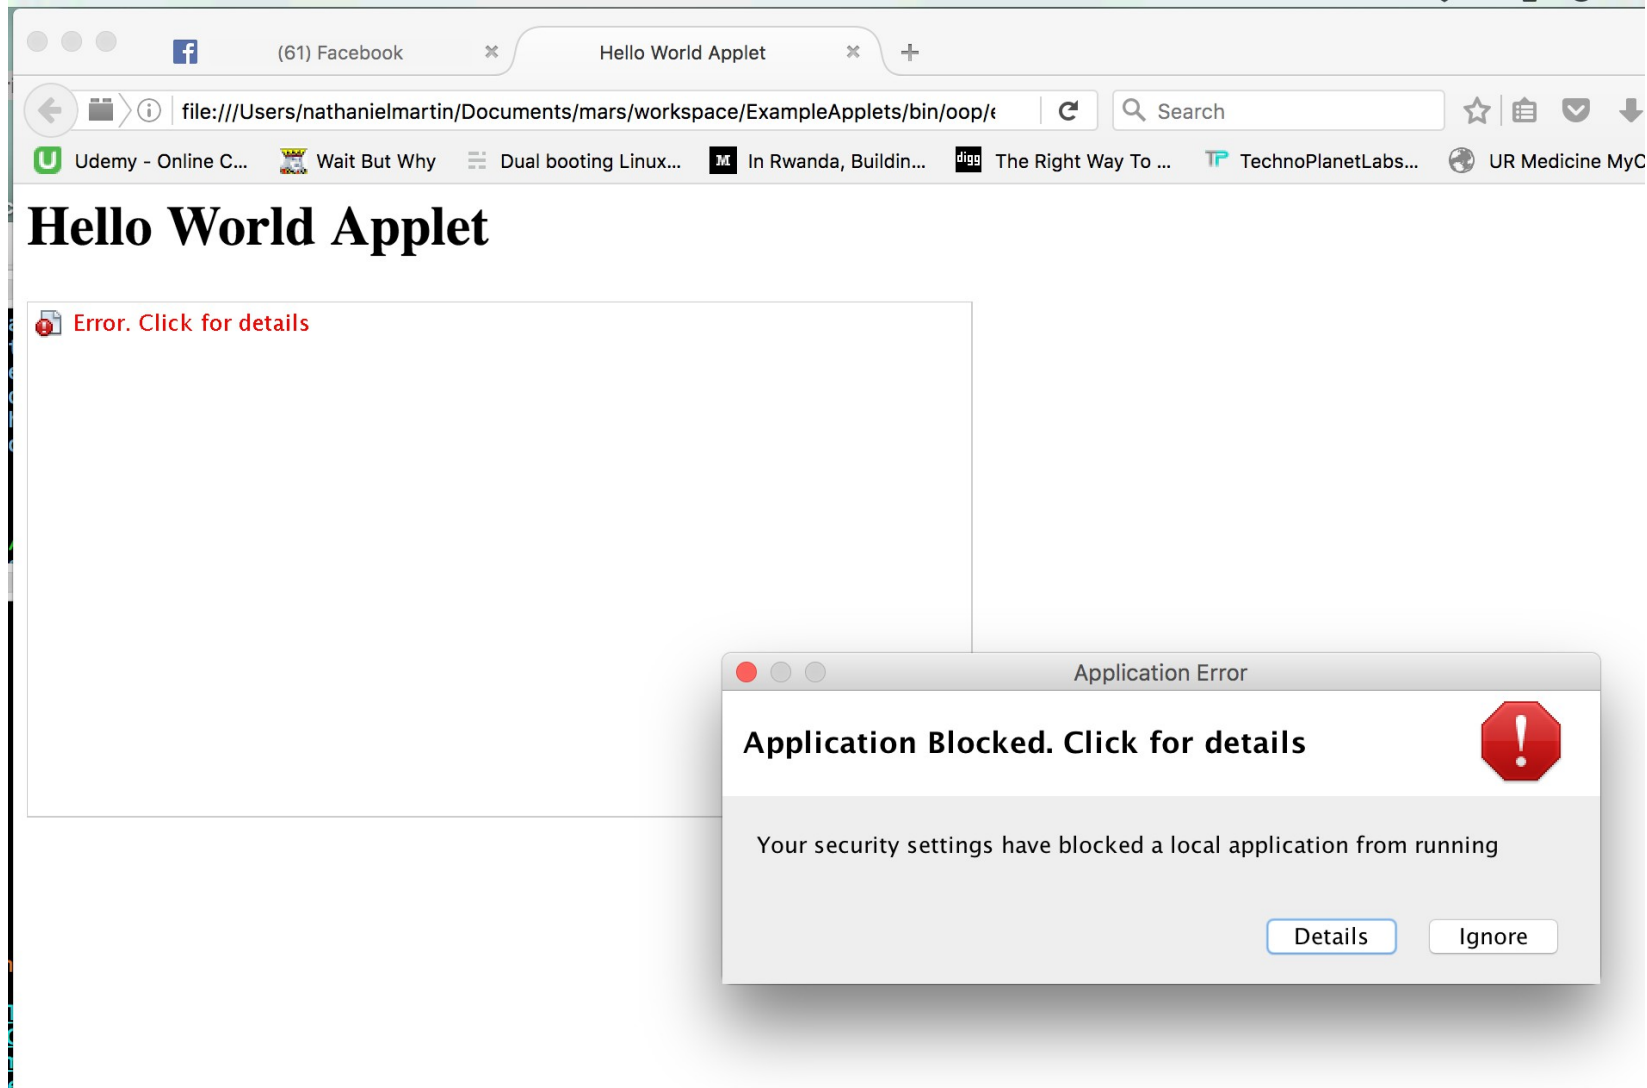 (61) Facebook
Hello World Applet
file:///Users/nathanielmartin/Documents/mars/workspace/ExampleApplets/bin/oop/e
Search
Udemy - Online C...
Wait But Why
Dual booting Linux...
M
In Rwanda, Buildin...
digg
The Right Way To ...
TP
TechnoPlanetLabs...
UR Medicine MyC
Hello World Applet
Error. Click for details
Application Error
Application Blocked. Click for details
Your security settings have blocked a local application from running
Details
Ignore